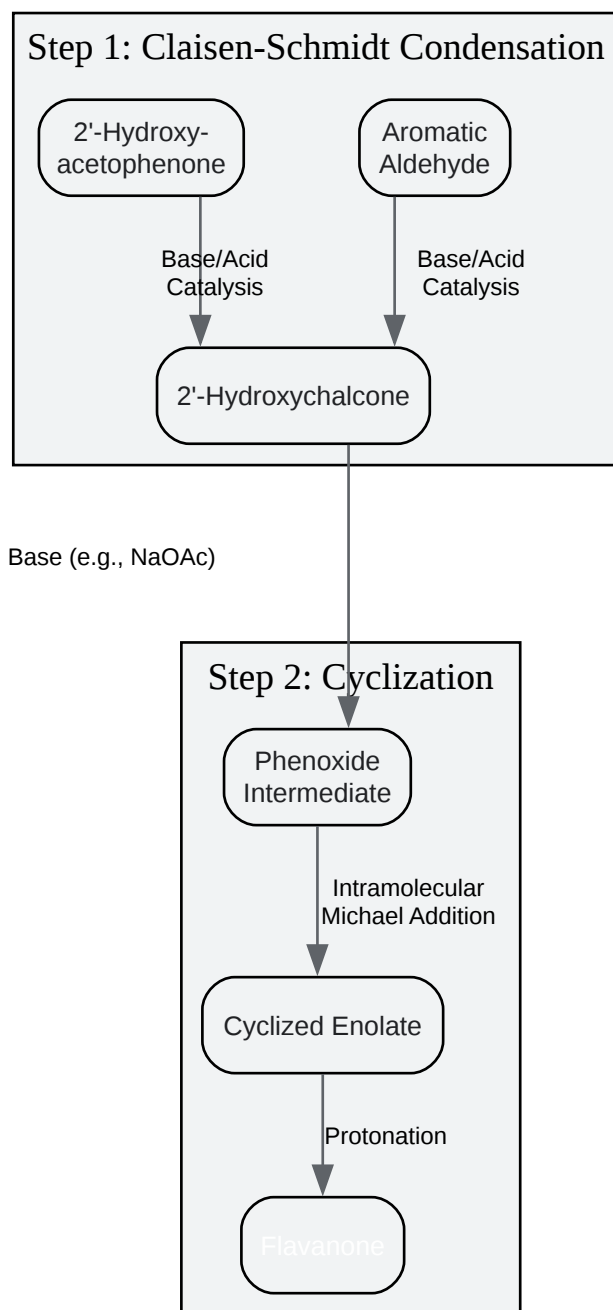 Step 1: Claisen-Schmidt Condensation
2'-Hydroxy-
acetophenone
Aromatic
Aldehyde
Base/Acid
Catalysis
Base/Acid
Catalysis
2'-Hydroxychalcone
Base (e.g., NaOAc)
Step 2: Cyclization
Phenoxide
Intermediate
Intramolecular
Michael Addition
Cyclized Enolate
Protonation
Flavanone